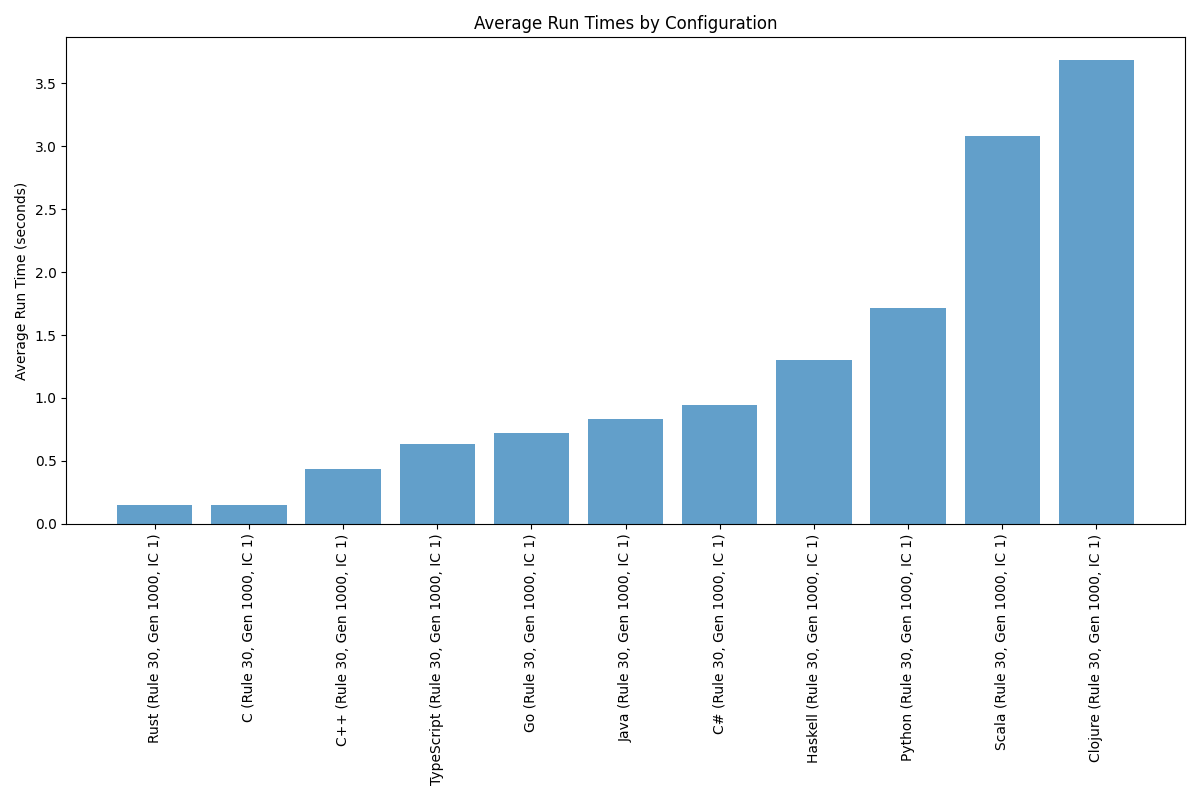 Average Run Times by Configuration
Average Run Time (seconds)
3.5
3.0
2.5
2.0
1.5
1.0
0.5
0.0
Rust (Rule 30, Gen 1000, IC 1)
C (Rule 30, Gen 1000, IC 1)
C++ (Rule 30, Gen 1000, IC 1)
TypeScript (Rule 30, Gen 1000, IC 1)
Go (Rule 30, Gen 1000, IC 1)
Java (Rule 30, Gen 1000, IC 1)
C# (Rule 30, Gen 1000, IC 1)
Haskell (Rule 30, Gen 1000, IC 1)
Python (Rule 30, Gen 1000, IC 1)
Scala (Rule 30, Gen 1000, IC 1)
Clojure (Rule 30, Gen 1000, IC 1)